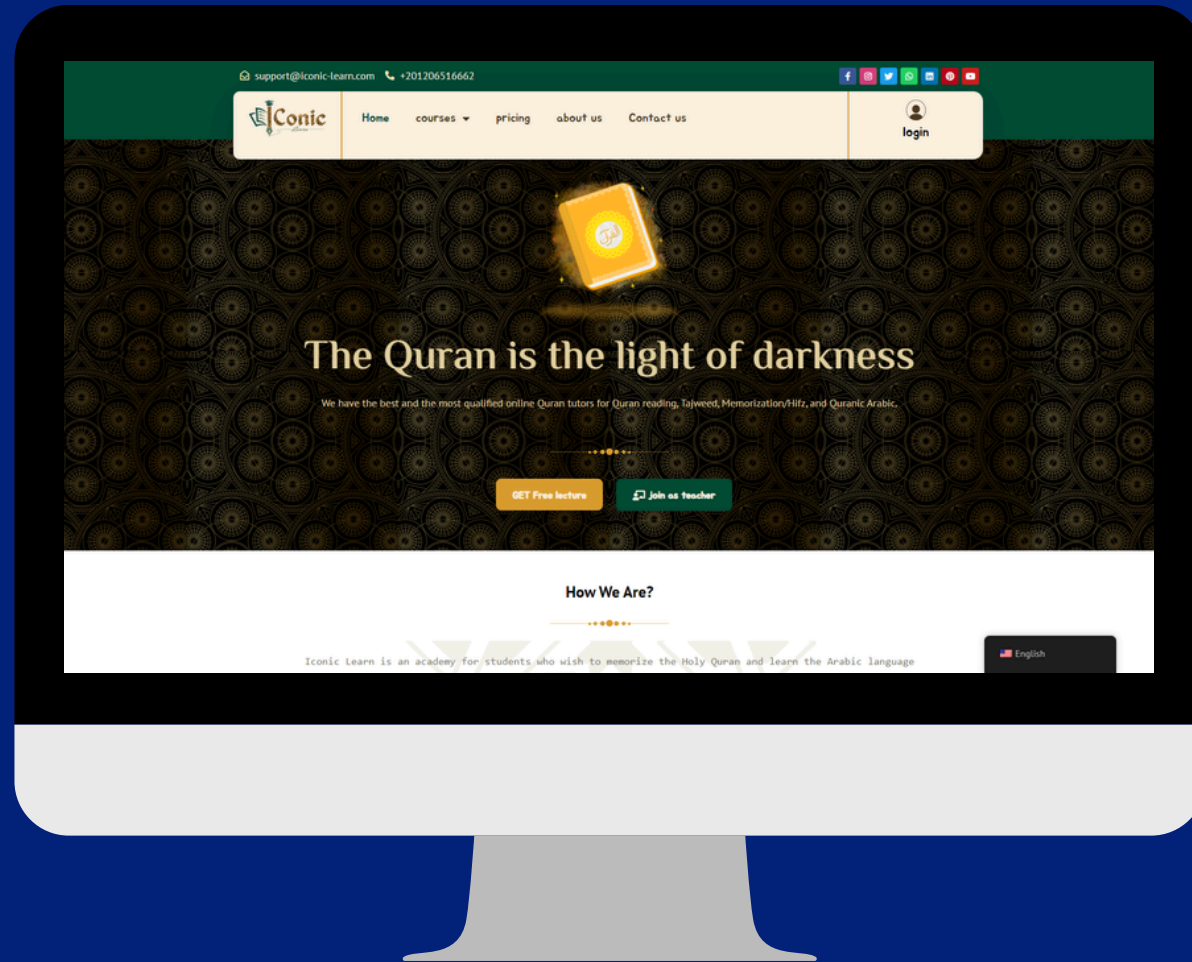 support@iconic-learn.com +201206516662
IConic
Learn
Home courses pricing about us Contact us
login
The Quran is the light of darkness
We have the best and the most qualified online Quran tutors for Quran reading, Tajweed, Memorization/Hifz, and Quranic Arabic.
GET Free lecture join as teacher
How We Are?
Iconic Learn is an academy for students who wish to memorize the Holy Quran and learn the Arabic language
English